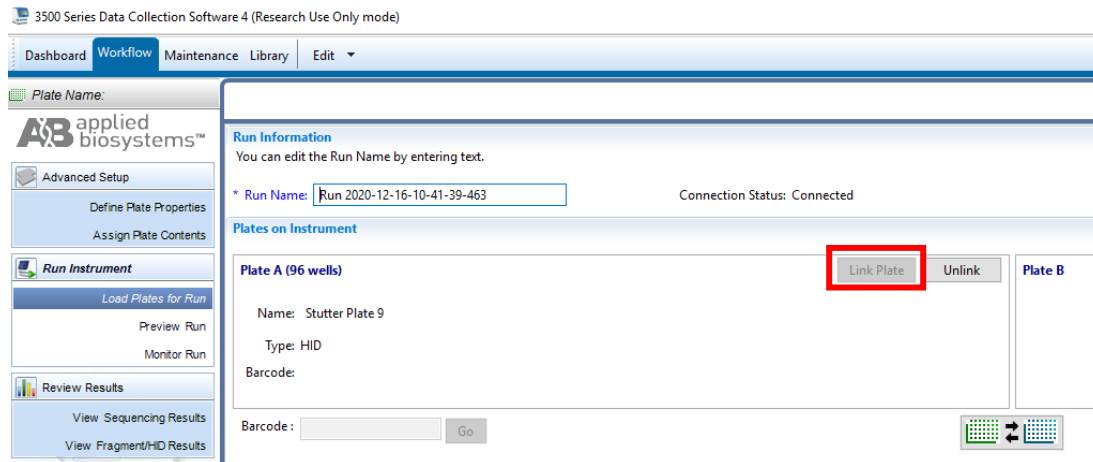 3500 Series Data Collection Software 4 (Research Use Only mode)
Dashboard Workflow Maintenance Library Edit
Plate Name:
AB applied biosystems™
Advanced Setup
Define Plate Properties
Assign Plate Contents
Run Instrument
Load Plates for Run
Preview Run
Monitor Run
Review Results
View Sequencing Results
View Fragment/HID Results
Run Information
You can edit the Run Name by entering text.
* Run Name: Run 2020-12-16-10-41-39-463 Connection Status: Connected
Plates on Instrument
Plate A (96 wells) Link Plate Unlink
Name: Stutter Plate 9
Type: HID
Barcode:
Barcode : Go
Plate B